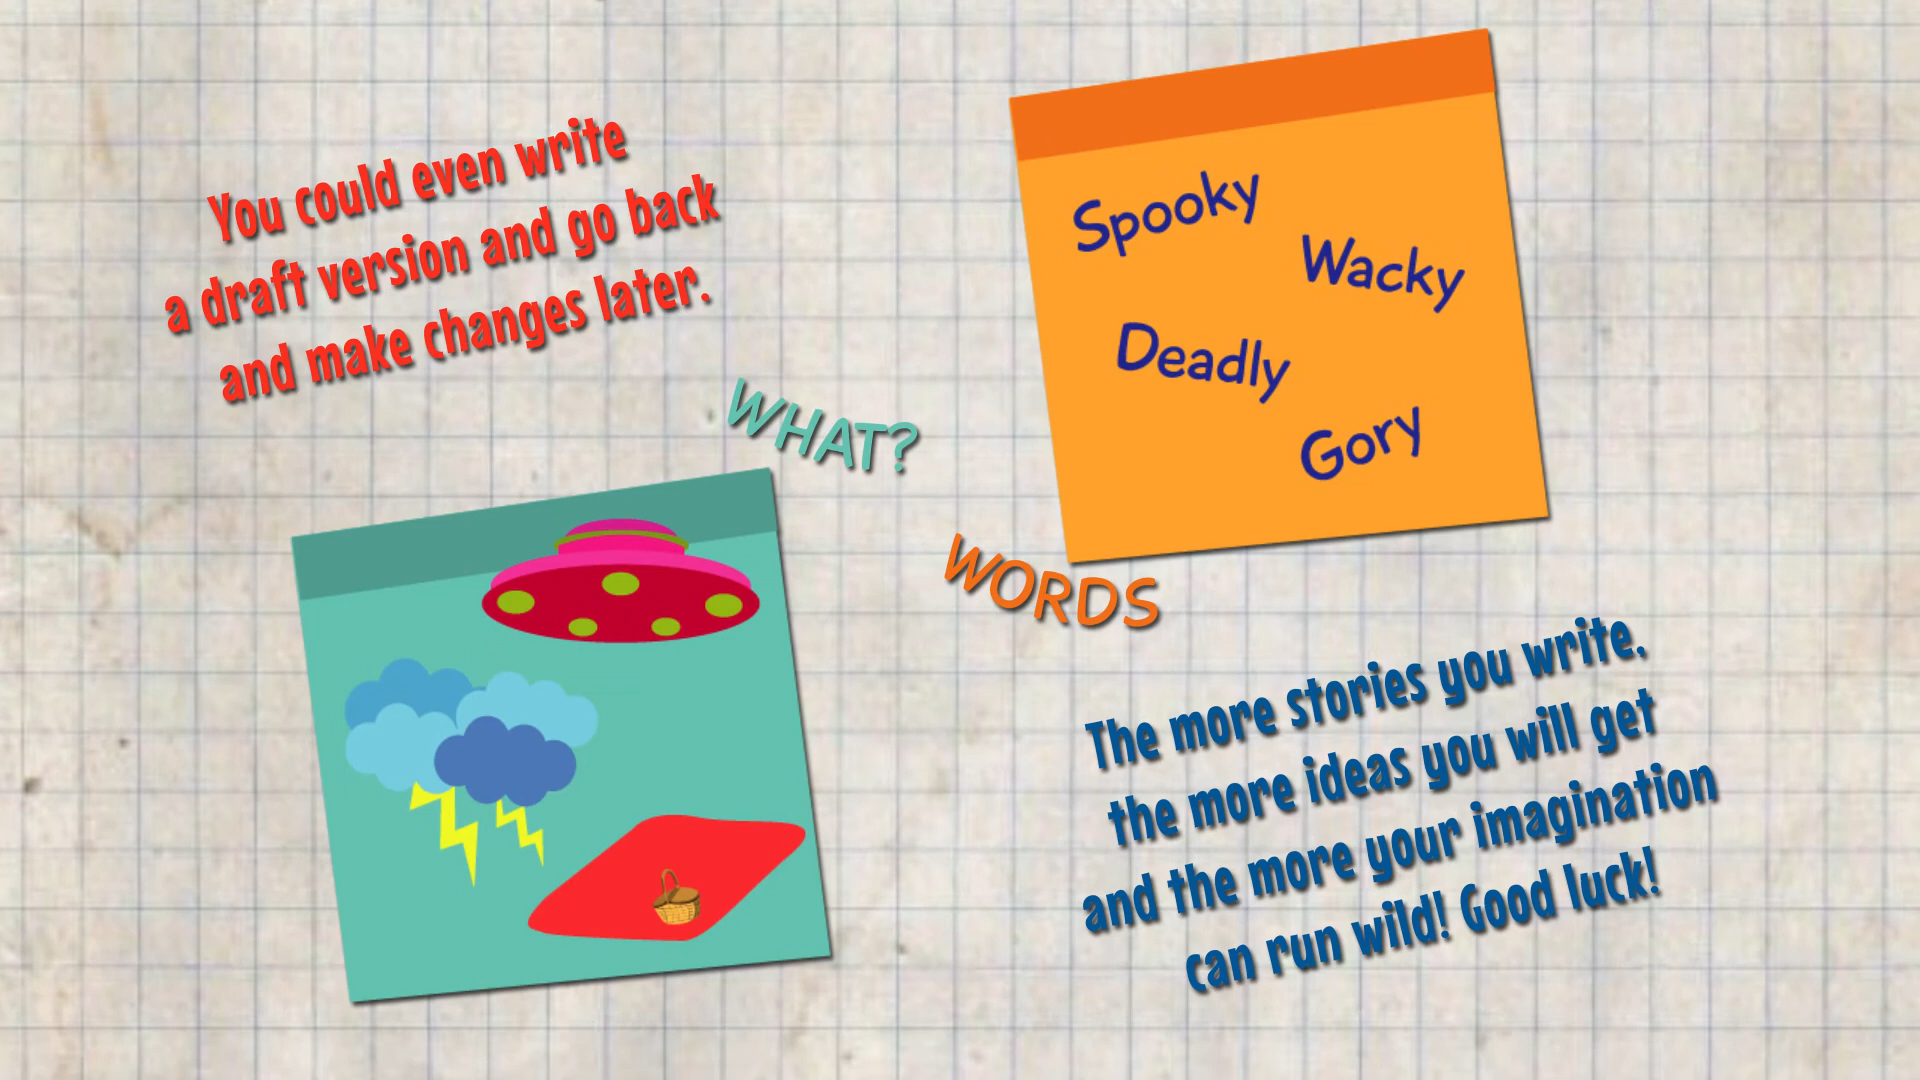 You could even write
a draft version and go back
and make changes later.
WHAT?
Spooky
Wacky
Deadly
Gory
WORDS
The more stories you write.
the more ideas you will get
and the more your imagination
can run wild! Good luck!